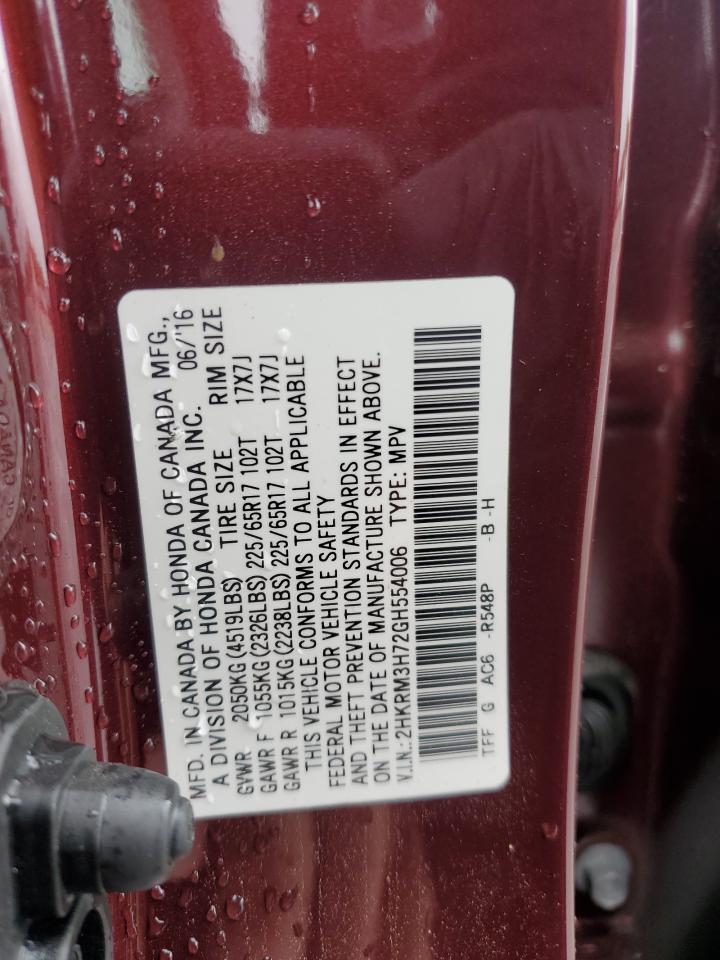 MFD. IN CANADA BY HONDA OF CANADA MFG.,
A DIVISION OF HONDA CANADA INC. 06/'16
GVWR 2050KG(4519LBS) TIRE SIZE RIM SIZE
GAWR F 1055KG(2326LBS) 225/65R17 102T 17X7J
GAWR R 1015KG(2238LBS) 225/65R17 102T 17X7J
THIS VEHICLE CONFORMS TO ALL APPLICABLE
FEDERAL MOTOR VEHICLE SAFETY
AND THEFT PREVENTION STANDARDS IN EFFECT
ON THE DATE OF MANUFACTURE SHOWN ABOVE.
V.I.N.: 2HKRM3H72GH554006 TYPE: MPV
TFF G AC6 -R548P -B -H